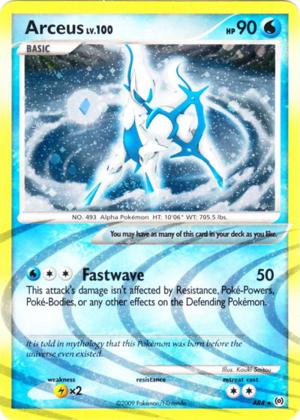 Arceus LV.100
HP 90
BASIC
NO. 493 Alpha Pokémon HT: 10'06" WT: 705.5 lbs.
You may have as many of this card in your deck as you like.
Fastwave 50
This attack's damage isn't affected by Resistance, Poké-Powers,
Poké-Bodies, or any other effects on the Defending Pokémon.
It is told in mythology that this Pokémon was born before the
universe even existed.
Illus. Kouki Saitou
weakness resistance retreat cost
×2
©2009 Pokémon/Nintendo
AR4